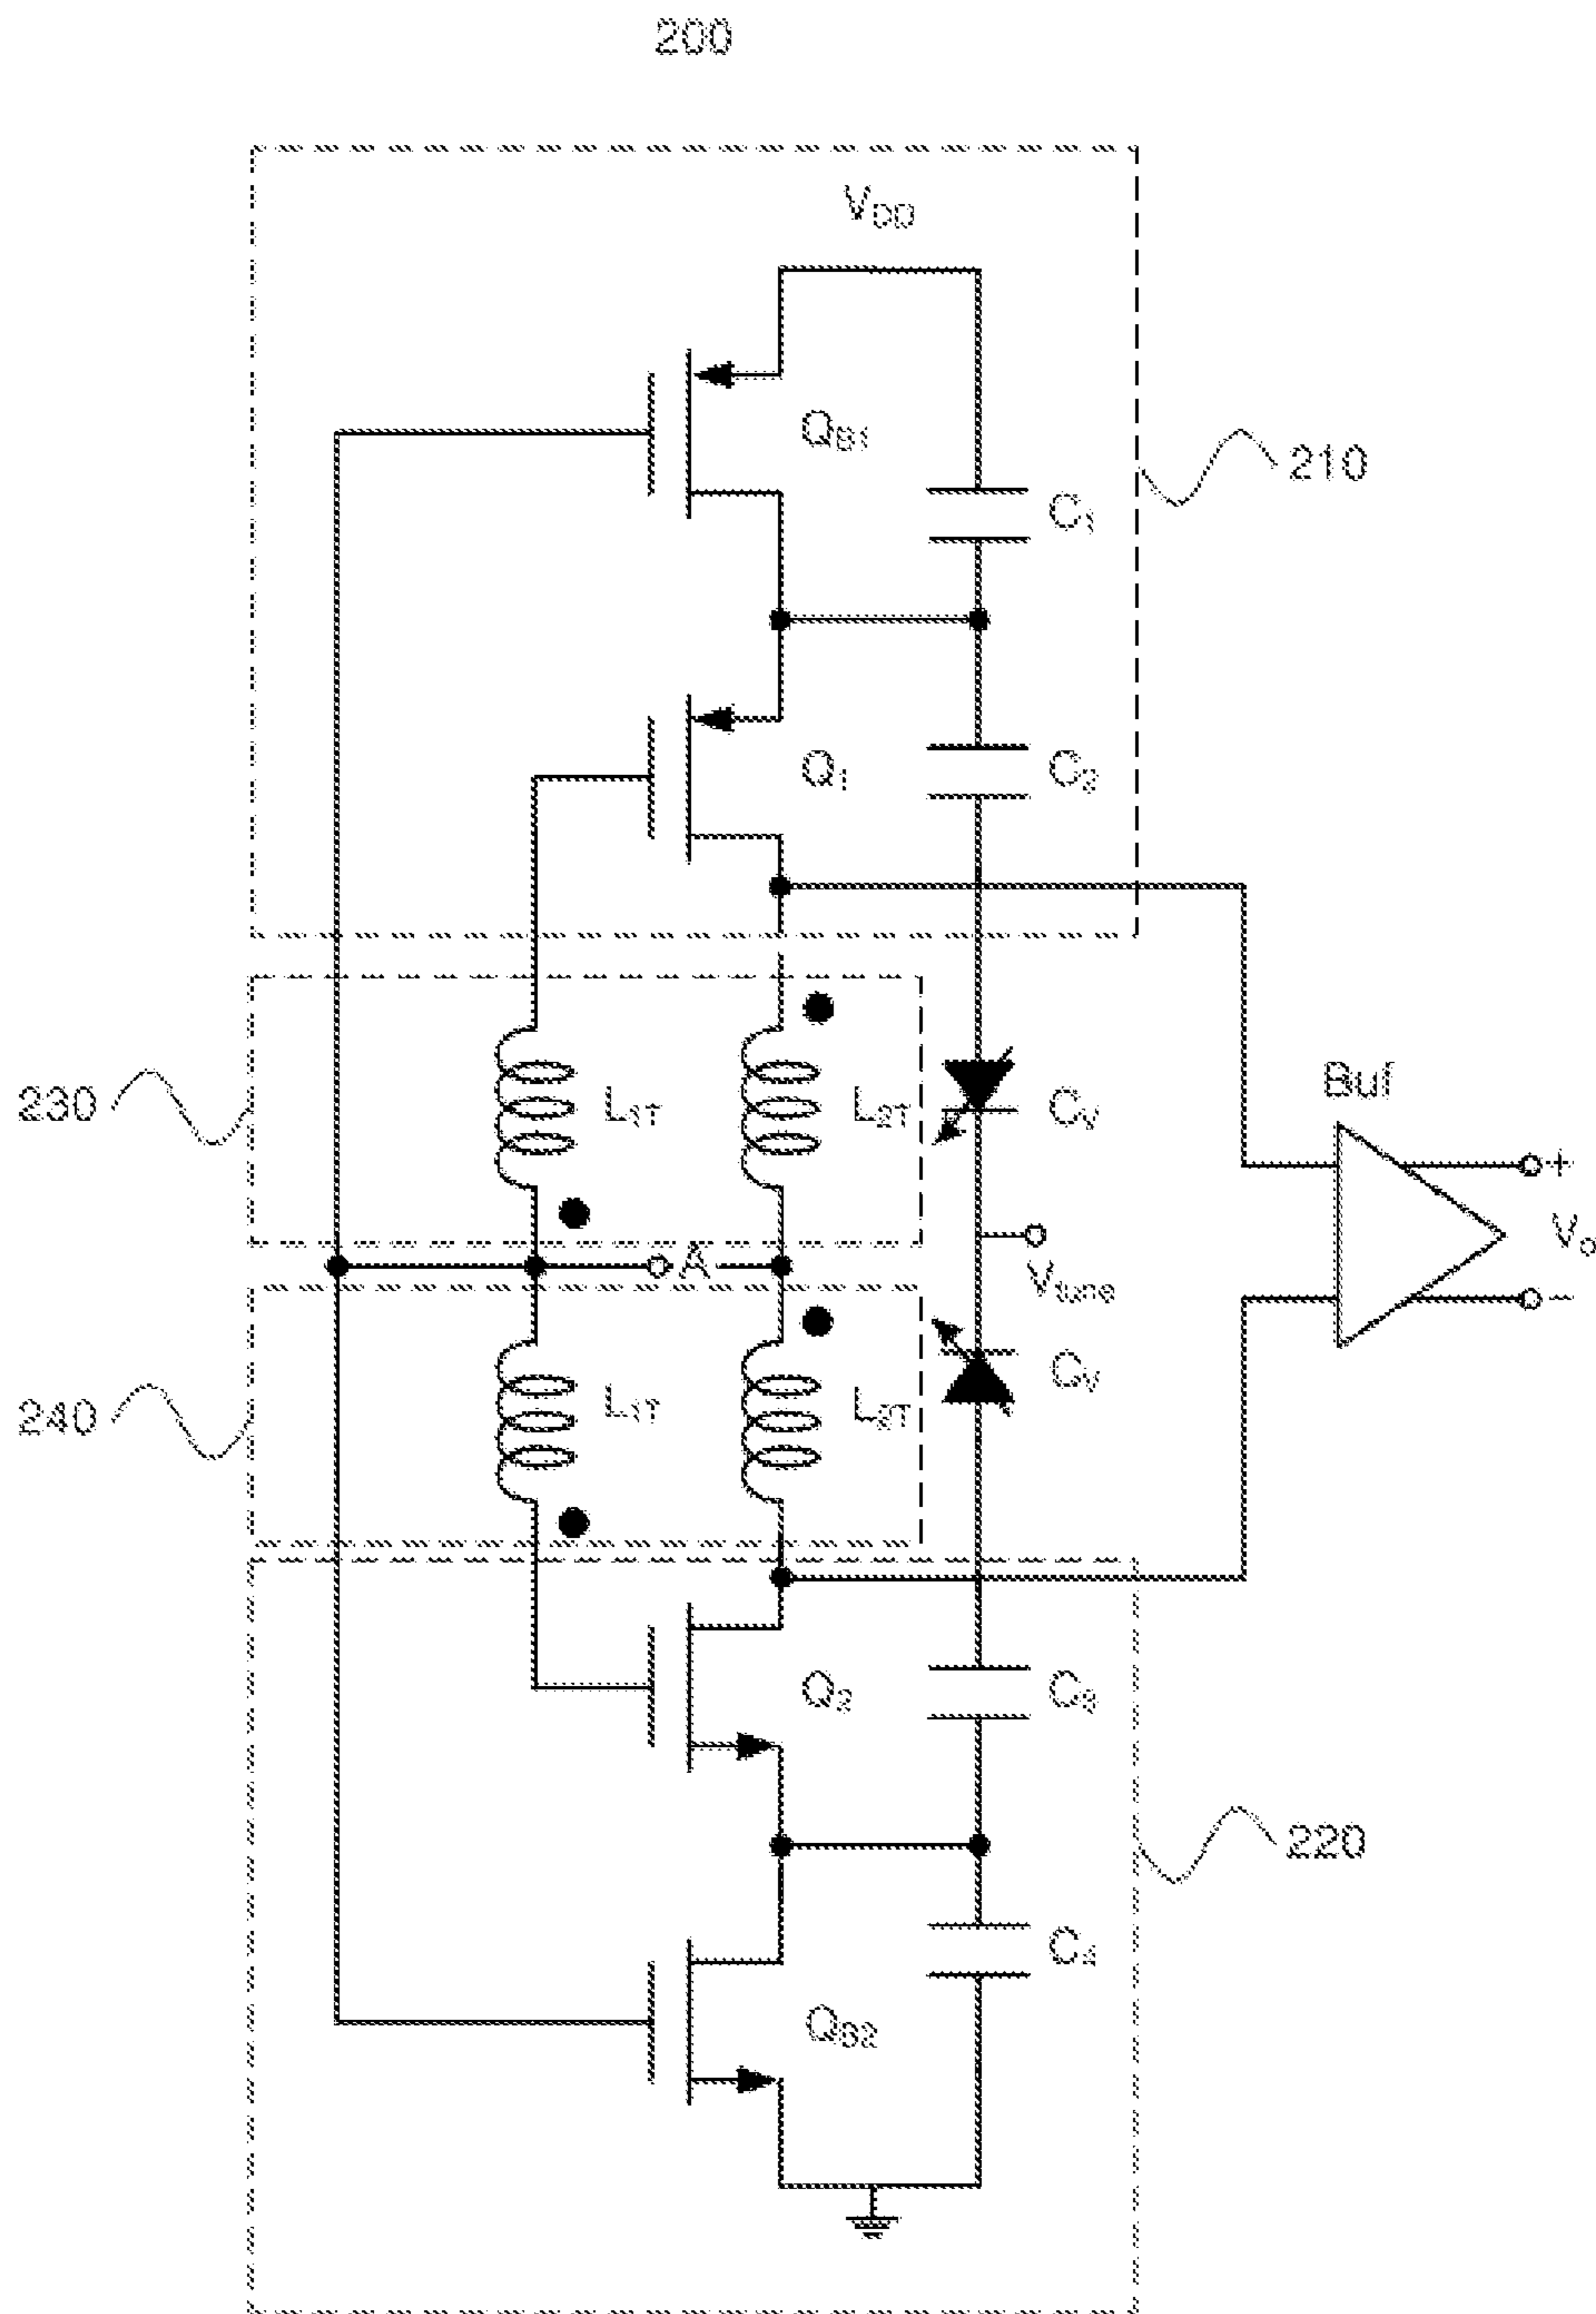 200
VDD
QB1
210
C1
Q1
C2
230
L1T
L2T
CV
Buf
+
A
Vtune
Vo
240
L1T
L2T
CV
−
Q2
C3
220
C4
QB2